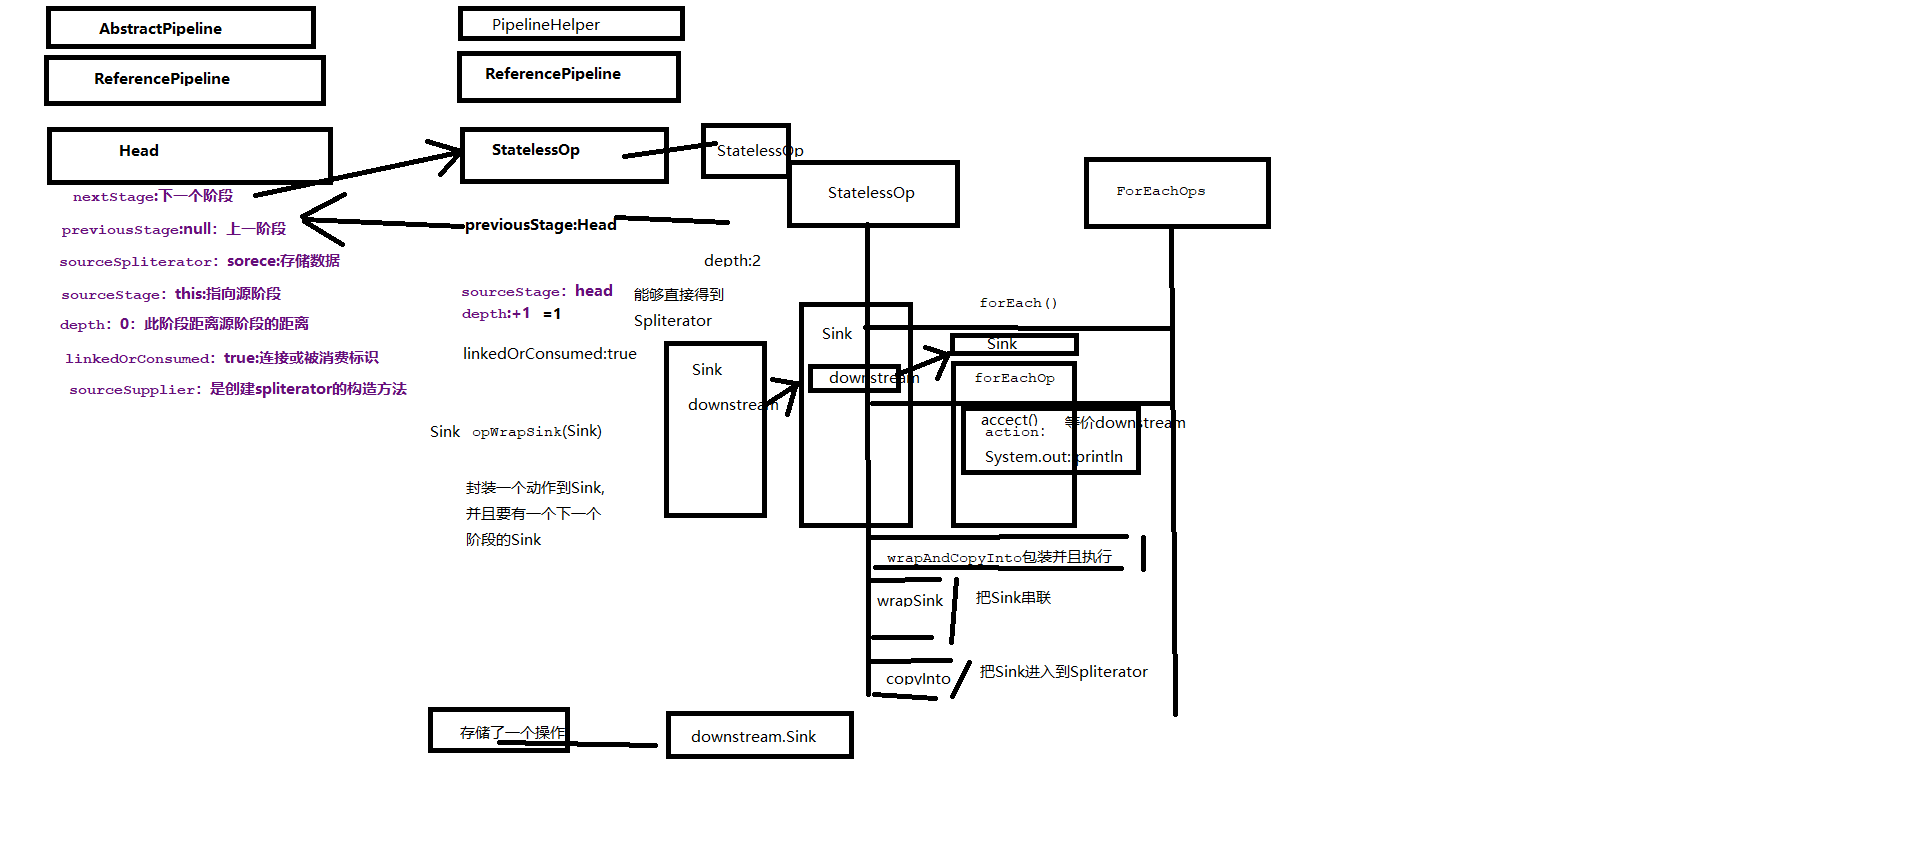 AbstractPipeline
ReferencePipeline
Head
nextStage:下一个阶段
previousStage:null：上一阶段
sourceSpliterator：sorece:存储数据
sourceStage：this:指向源阶段
depth：0：此阶段距离源阶段的距离
linkedOrConsumed：true:连接或被消费标识
sourceSupplier：是创建spliterator的构造方法
PipelineHelper
ReferencePipeline
StatelessOp
StatelessOp
StatelessOp
ForEachOps
previousStage:Head
depth:2
sourceStage：head
depth:+1 =1
能够直接得到
Spliterator
linkedOrConsumed:true
Sink opWrapSink(Sink)
封装一个动作到Sink,
并且要有一个下一个
阶段的Sink
Sink
downstream
Sink
downstream
forEach()
Sink
forEachOp
accect() 等价downstream
action：
System.out::println
wrapAndCopyInto包装并且执行
wrapSink 把Sink串联
copyInto 把Sink进入到Spliterator
存储了一个操作
downstream.Sink